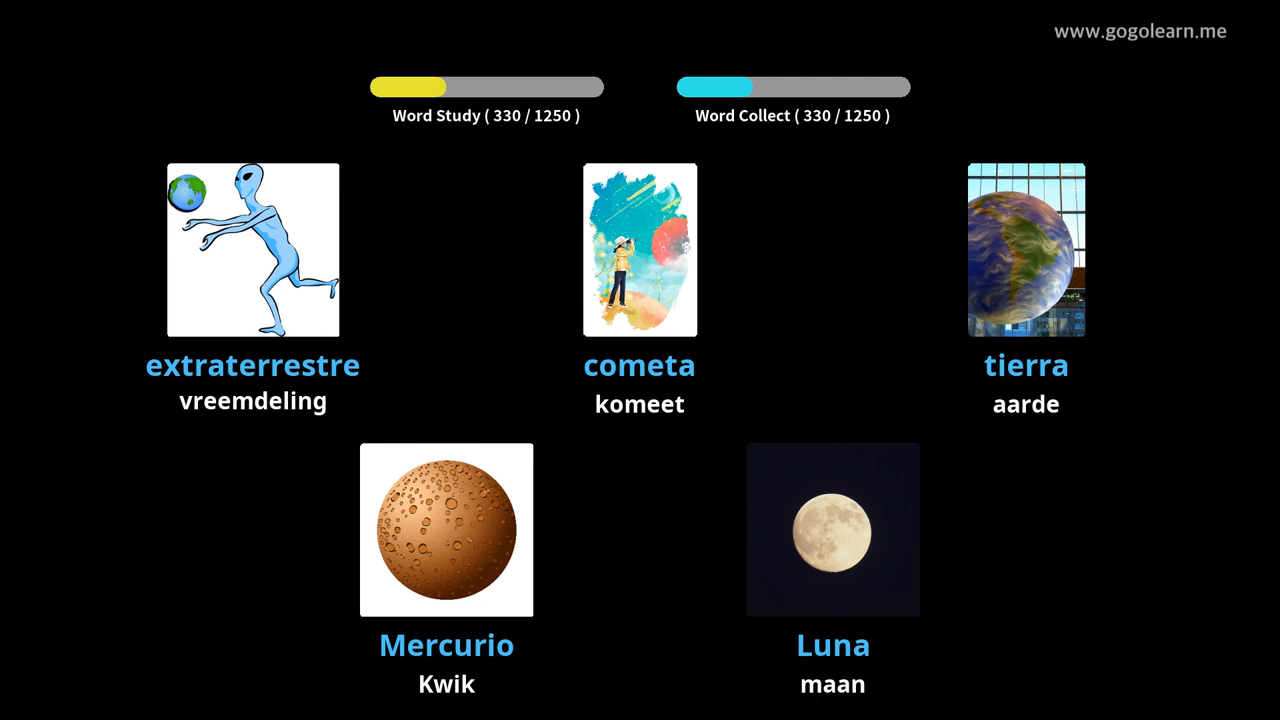 www.gogolearn.me
Word Study ( 330 / 1250 )
Word Collect ( 330 / 1250 )
extraterrestre
vreemdeling
cometa
komeet
tierra
aarde
Mercurio
Kwik
Luna
maan